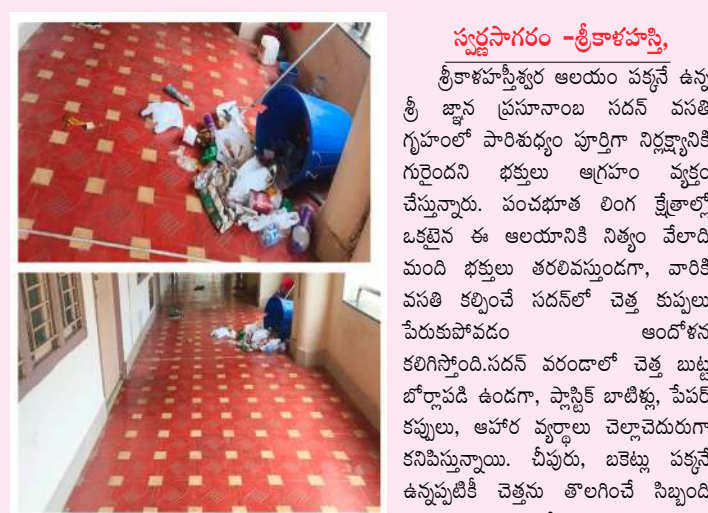 స్వర్ణసాగరం -శ్రీకాళహస్తి,
శ్రీకాళహస్తీశ్వర ఆలయం పక్కనే ఉన్న
శ్రీ జ్ఞాన ప్రసూనాంబ సదన్ వసతి
గృహంలో పారిశుధ్యం పూర్తిగా నిర్లక్ష్యానికి
గురైందని భక్తులు ఆగ్రహం వ్యక్తం
చేస్తున్నారు. పంచభూత లింగ క్షేత్రాల్లో
ఒకటైన ఈ ఆలయానికి నిత్యం వేలాది
మంది భక్తులు తరలివస్తుండగా, వారికి
వసతి కల్పించే సదన్‌లో చెత్త కుప్పలు
పేరుకుపోవడం ఆందోళన
కలిగిస్తోంది.సదన్ వరండాలో చెత్త బుట్ట
బోర్లాపడి ఉండగా, ప్లాస్టిక్ బాటిళ్లు, పేపర్
కప్పులు, ఆహార వ్యర్థాలు చెల్లాచెదురుగా
కనిపిస్తున్నాయి. చీపురు, బకెట్లు పక్కనే
ఉన్నప్పటికీ చెత్తను తొలగించే సిబ్బంది